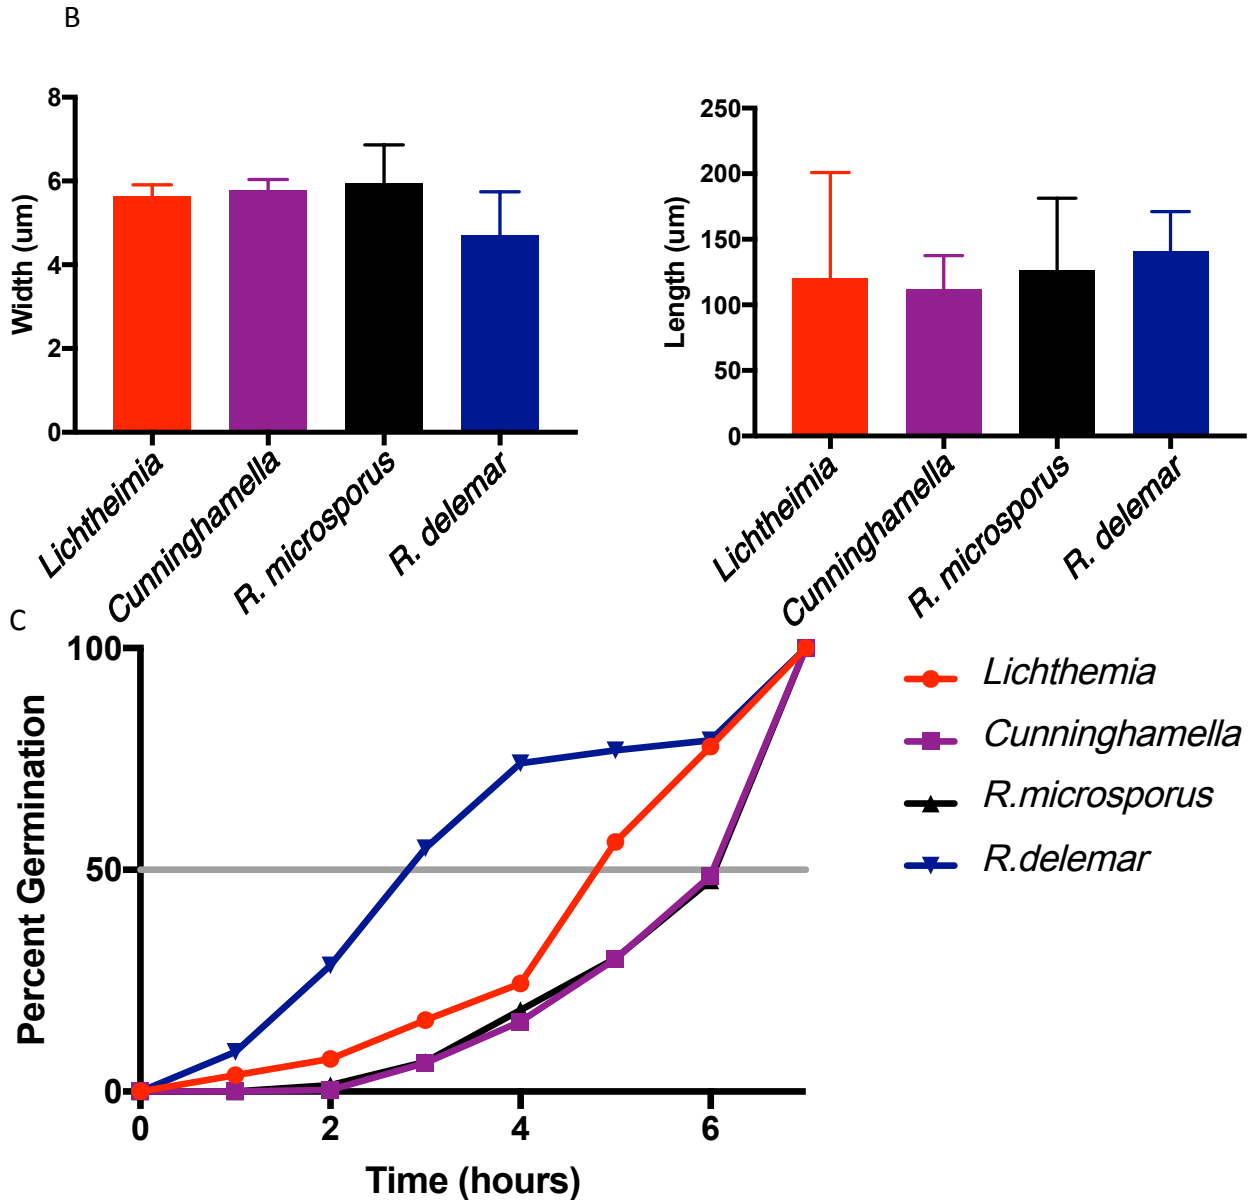 B
8
6
4
2
0
Width (um)
Lichtheimia
Cunninghamella
R. microsporus
R. delemar
250
200
150
100
50
0
Length (um)
Lichtheimia
Cunninghamella
R. microsporus
R. delemar
C
100
50
0
Percent Germination
0
2
4
6
Time (hours)
Lichthemia
Cunninghamella
R.microsporus
R.delemar